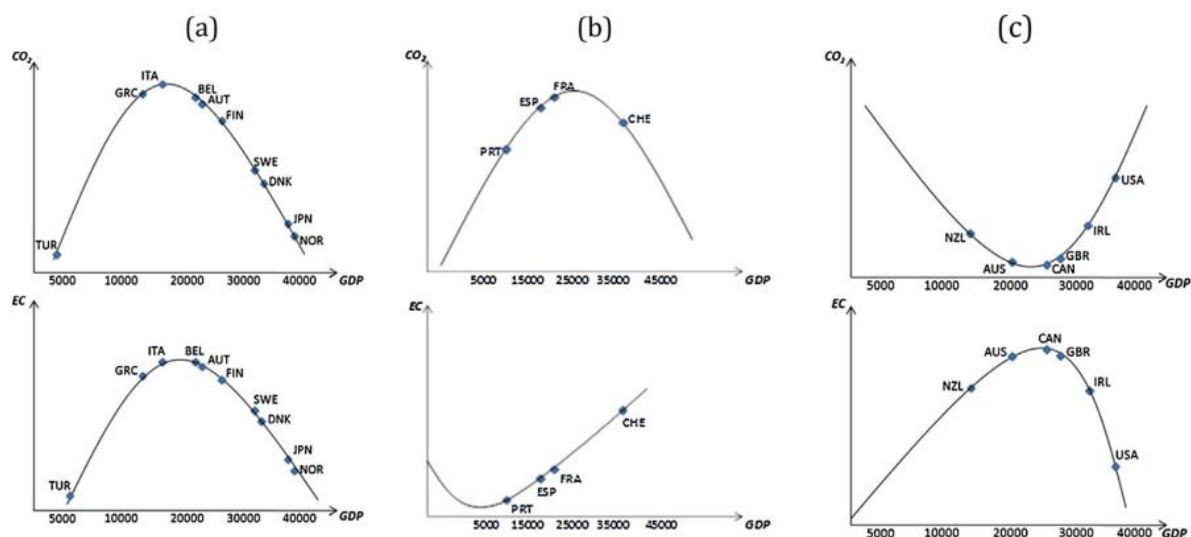 (a)
CO2
ITA
GRC
BEL
AUT
FIN
SWE
DNK
JPN
NOR
TUR
5000 10000 20000 30000 40000 GDP
EC
ITA BEL
AUT
GRC
FIN
SWE
DNK
JPN
NOR
TUR
5000 10000 20000 30000 40000 GDP
(b)
CO2
FRA
ESP
CHE
PRT
5000 15000 25000 35000 45000 GDP
EC
CHE
FRA
ESP
PRT
5000 15000 25000 35000 45000 GDP
(c)
CO2
USA
NZL
IRL
GBR
AUS CAN
5000 10000 20000 30000 40000 GDP
EC
CAN
AUS GBR
NZL IRL
USA
5000 10000 20000 30000 40000 GDP